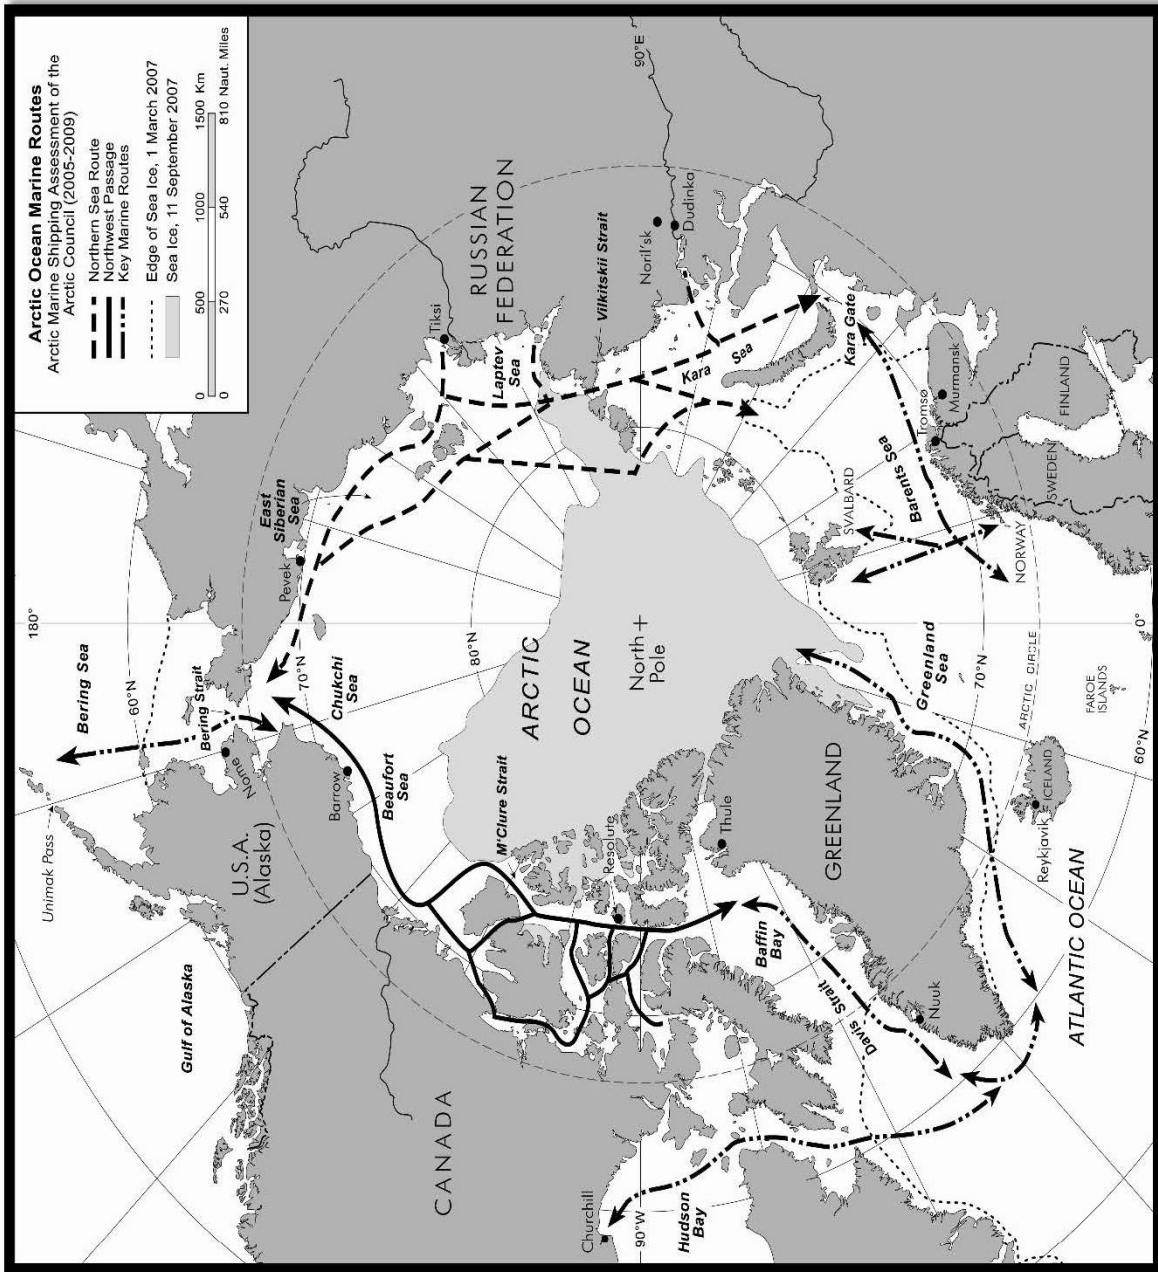 Arctic Ocean Marine Routes
Arctic Marine Shipping Assessment of the
Arctic Council (2005-2009)
Northern Sea Route
Northwest Passage
Key Marine Routes
Edge of Sea Ice, 1 March 2007
Sea Ice, 11 September 2007
0 500 1000 1500 Km
0 270 540 810 Naut. Miles
180°
90°E
Bering Sea
60°N
Bering Strait
Unimak Pass
Nome
U.S.A.
(Alaska)
Gulf of Alaska
Barrow
70°N
Chukchi
Sea
Beaufort
Sea
Pevek
East
Siberian
Sea
Tiksi
Laptev
Sea
RUSSIAN
FEDERATION
Vilkitskii Strait
Noril'sk
Dudinka
Kara Sea
Kara Gate
80°N
ARCTIC
OCEAN
North
Pole
M'Clure Strait
Resolute
Thule
CANADA
Churchill
90°W
Hudson
Bay
Baffin
Bay
Davis Strait
Nuuk
GREENLAND
Greenland
Sea
SVALBARD
Barents Sea
Tromsø
Murmansk
FINLAND
SWEDEN
NORWAY
70°N
ARCTIC CIRCLE
0°
FAROE
ISLANDS
60°N
ICELAND
Reykjavik
ATLANTIC OCEAN